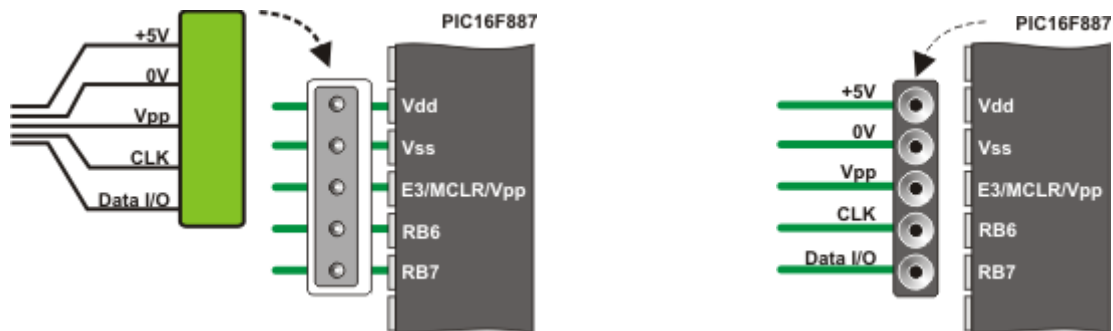 PIC16F887
+5V
0V
Vpp
CLK
Data I/O
Vdd
Vss
E3/MCLR/Vpp
RB6
RB7
PIC16F887
+5V
0V
Vpp
CLK
Data I/O
Vdd
Vss
E3/MCLR/Vpp
RB6
RB7